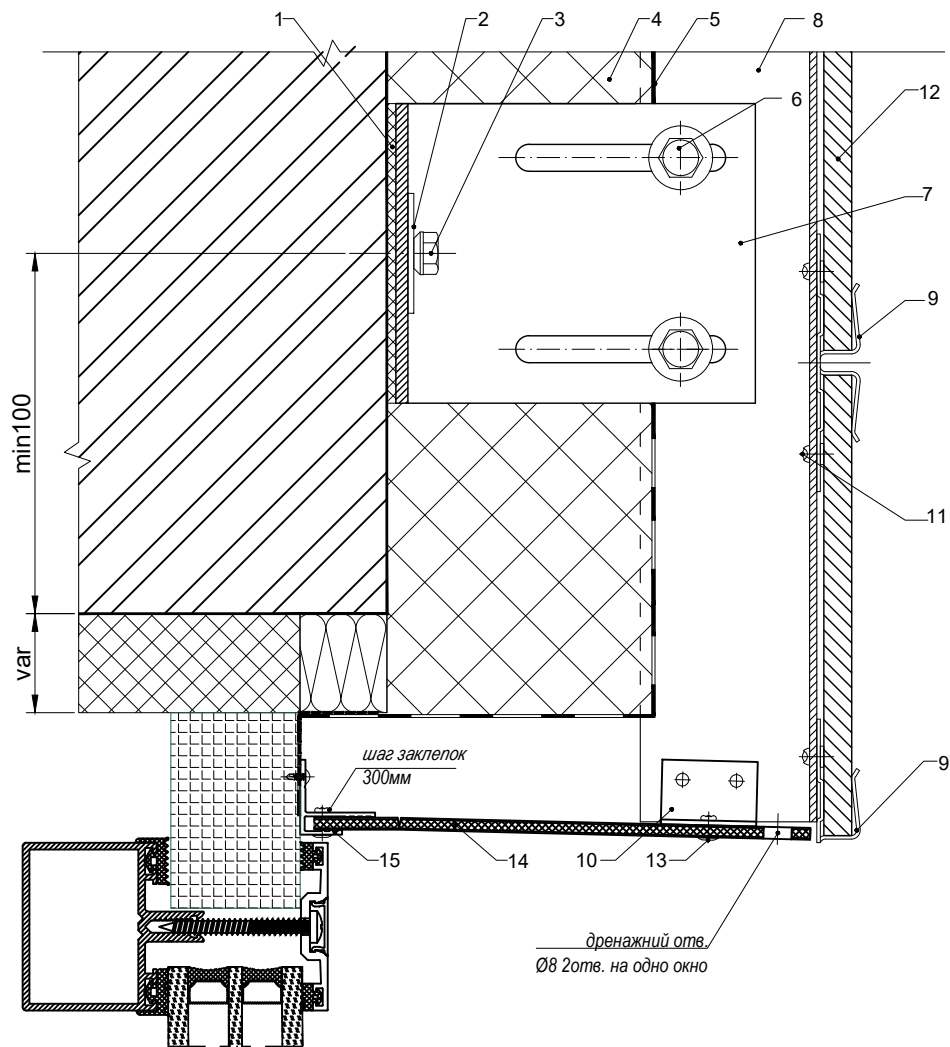 1
2
3
4
5
8
12
6
7
9
11
min100
var
шаг заклепок
300мм
9
15
14
10
13
дренажний отв.
Ø8 2отв. на одно окно